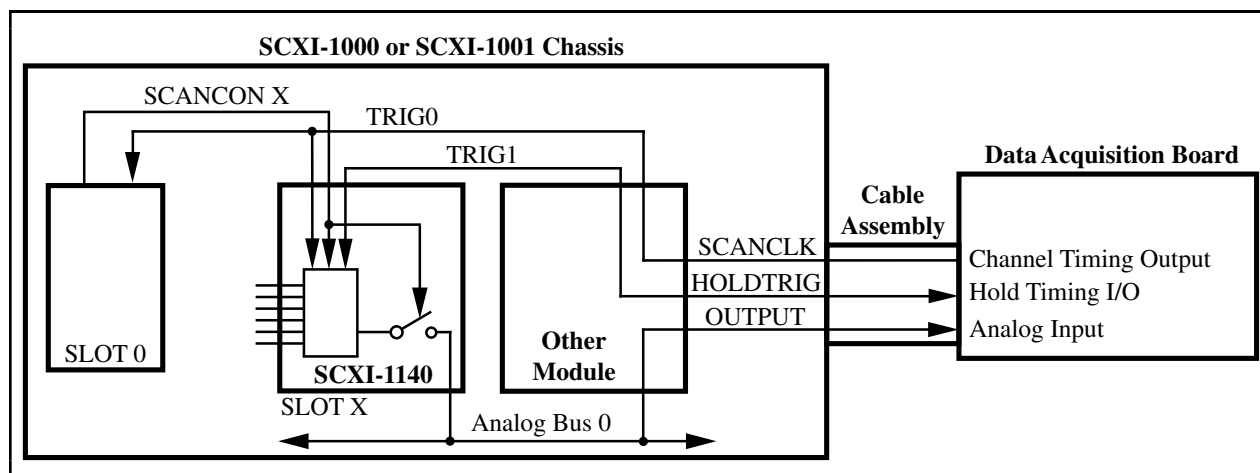 SCXI-1000 or SCXI-1001 Chassis
SCANCON X
TRIG0
TRIG1
Data Acquisition Board
Cable
Assembly
SCANCLK
Channel Timing Output
HOLDTRIG
Hold Timing I/O
OUTPUT
Analog Input
SLOT 0
Other
Module
SCXI-1140
SLOT X
Analog Bus 0